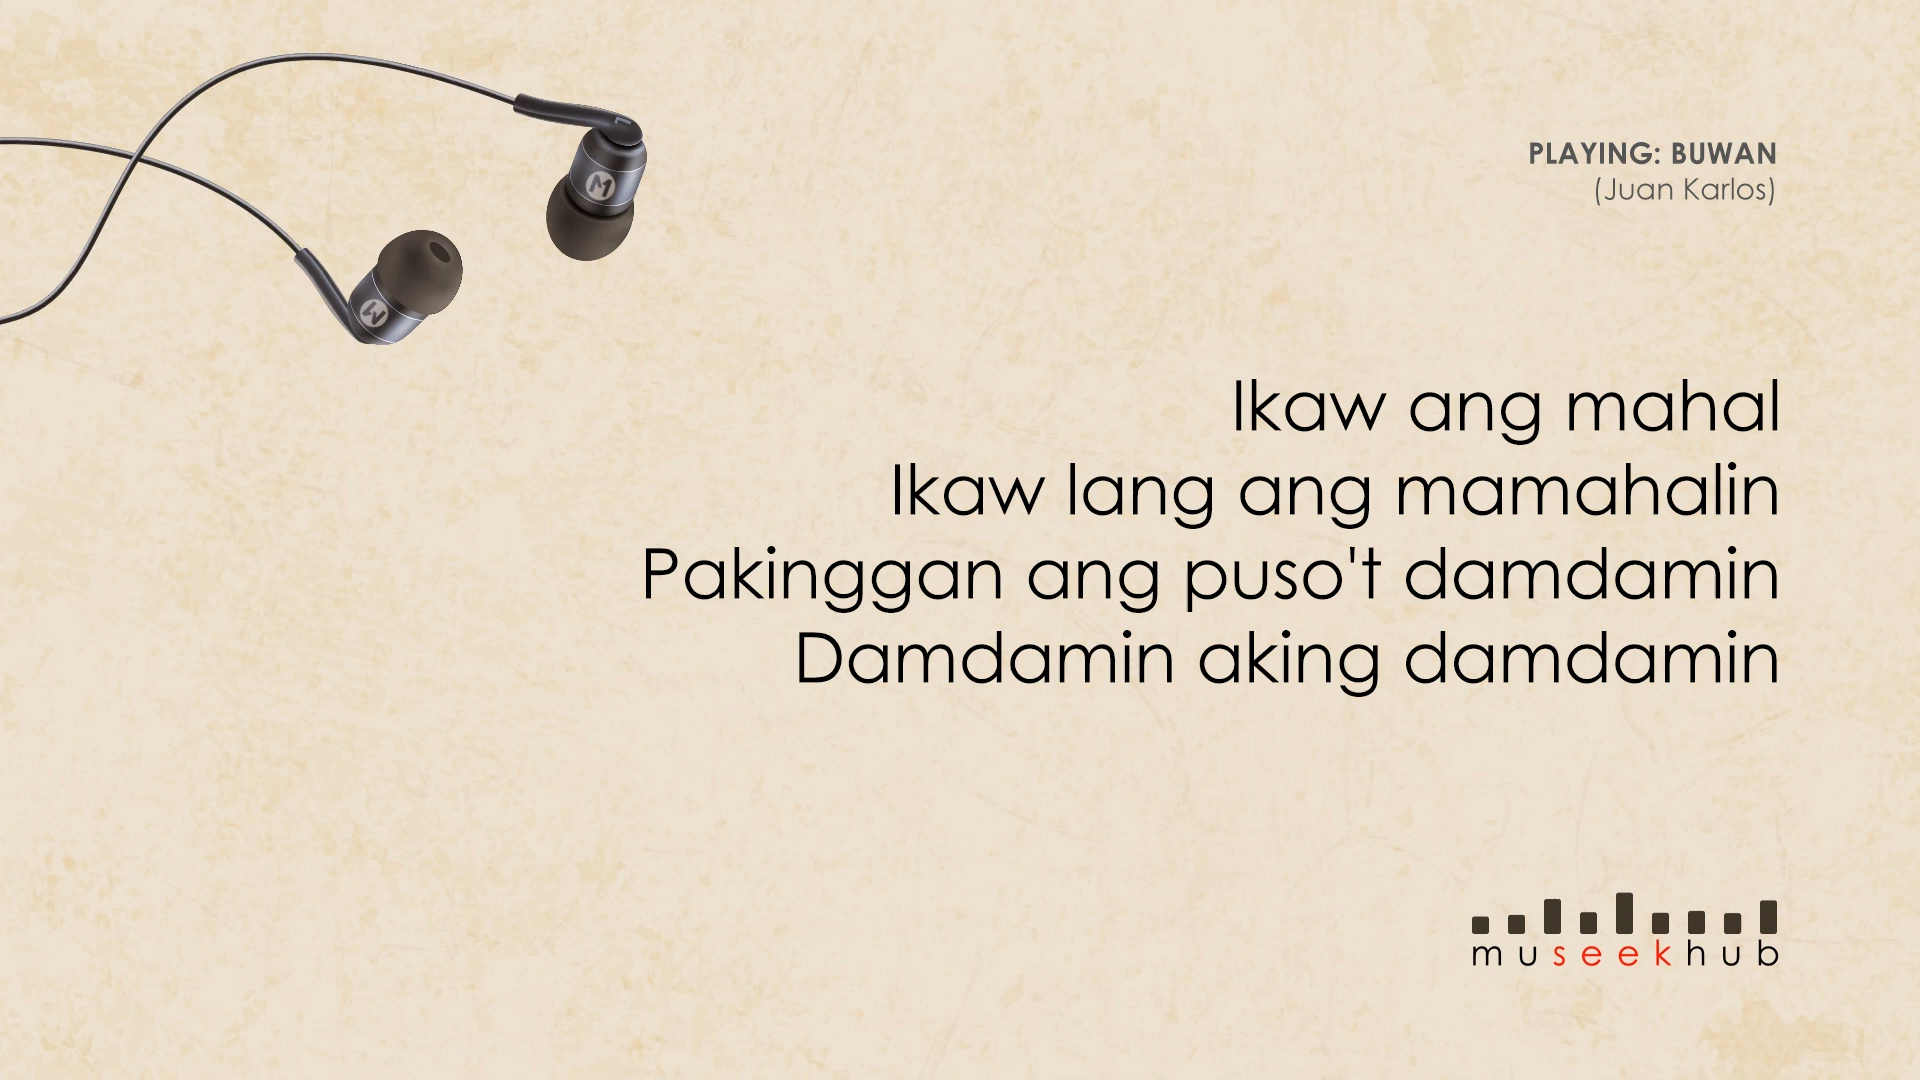 PLAYING: BUWAN
(Juan Karlos)
Ikaw ang mahal
Ikaw lang ang mamahalin
Pakinggan ang puso't damdamin
Damdamin aking damdamin
museekhub